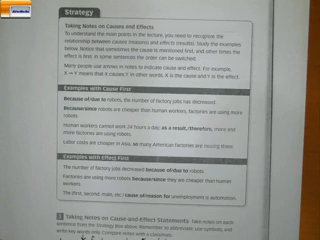 Strategy
Taking Notes on Causes and Effects
To understand the main points in the lecture, you need to recognize the
relationship between causes (reasons) and effects (results). Study the examples
below. Notice that sometimes the cause is mentioned first, and other times the
effect is first. In some sentences the order can be switched.
Many people use arrows in notes to indicate cause and effect. For example,
X → Y means that X causes Y. In other words, X is the cause and Y is the effect.
Examples with Cause First
Because of/due to robots, the number of factory jobs has decreased.
Because/since robots are cheaper than human workers, factories are using more
robots.
Human workers cannot work 24 hours a day; as a result,/therefore, more and
more factories are using robots.
Labor costs are cheaper in Asia, so many American factories are moving there.
Examples with Effect First
The number of factory jobs decreased because of/due to robots.
Factories are using more robots because/since they are cheaper than human
workers.
The (first, second, main, etc.) cause of/reason for unemployment is automation.
Taking Notes on Cause-and-Effect Statements Take notes on each
sentence from the Strategy Box above. Remember to abbreviate, use symbols, and
write key words only. Compare notes with a classmate.